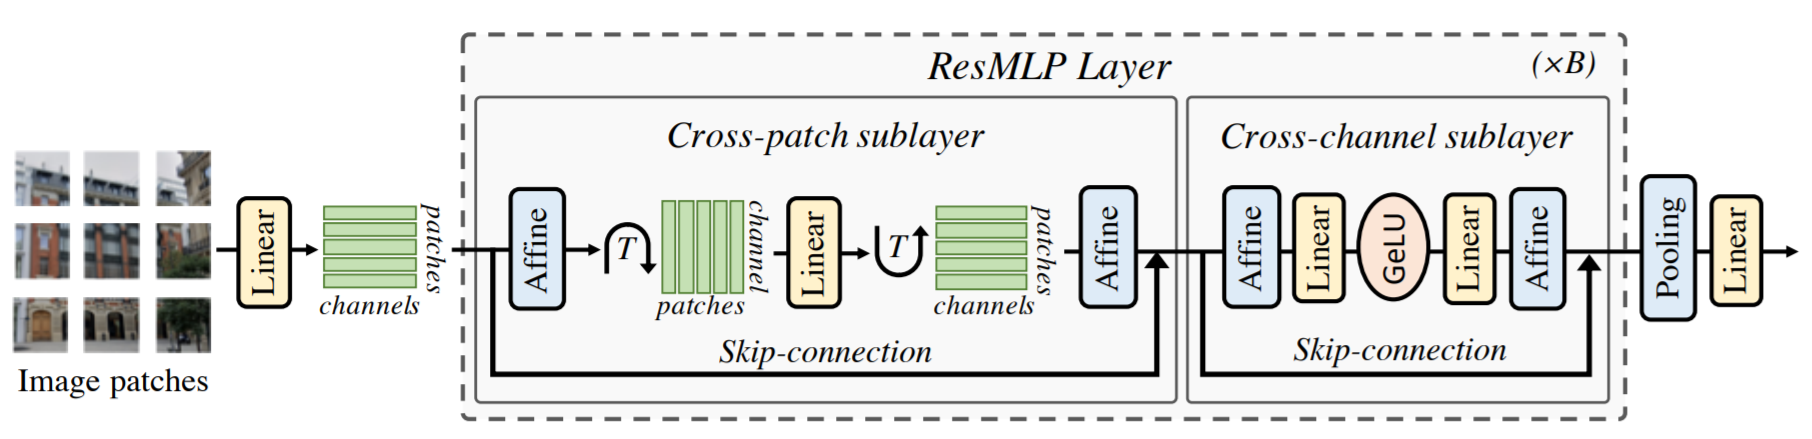 ResMLP Layer
(×B)
Cross-patch sublayer
Cross-channel sublayer
Image patches
Linear
patches
channels
Affine
T
channel
patches
Linear
T
patches
channels
Affine
Skip-connection
Affine
Linear
GeLU
Linear
Affine
Skip-connection
Pooling
Linear